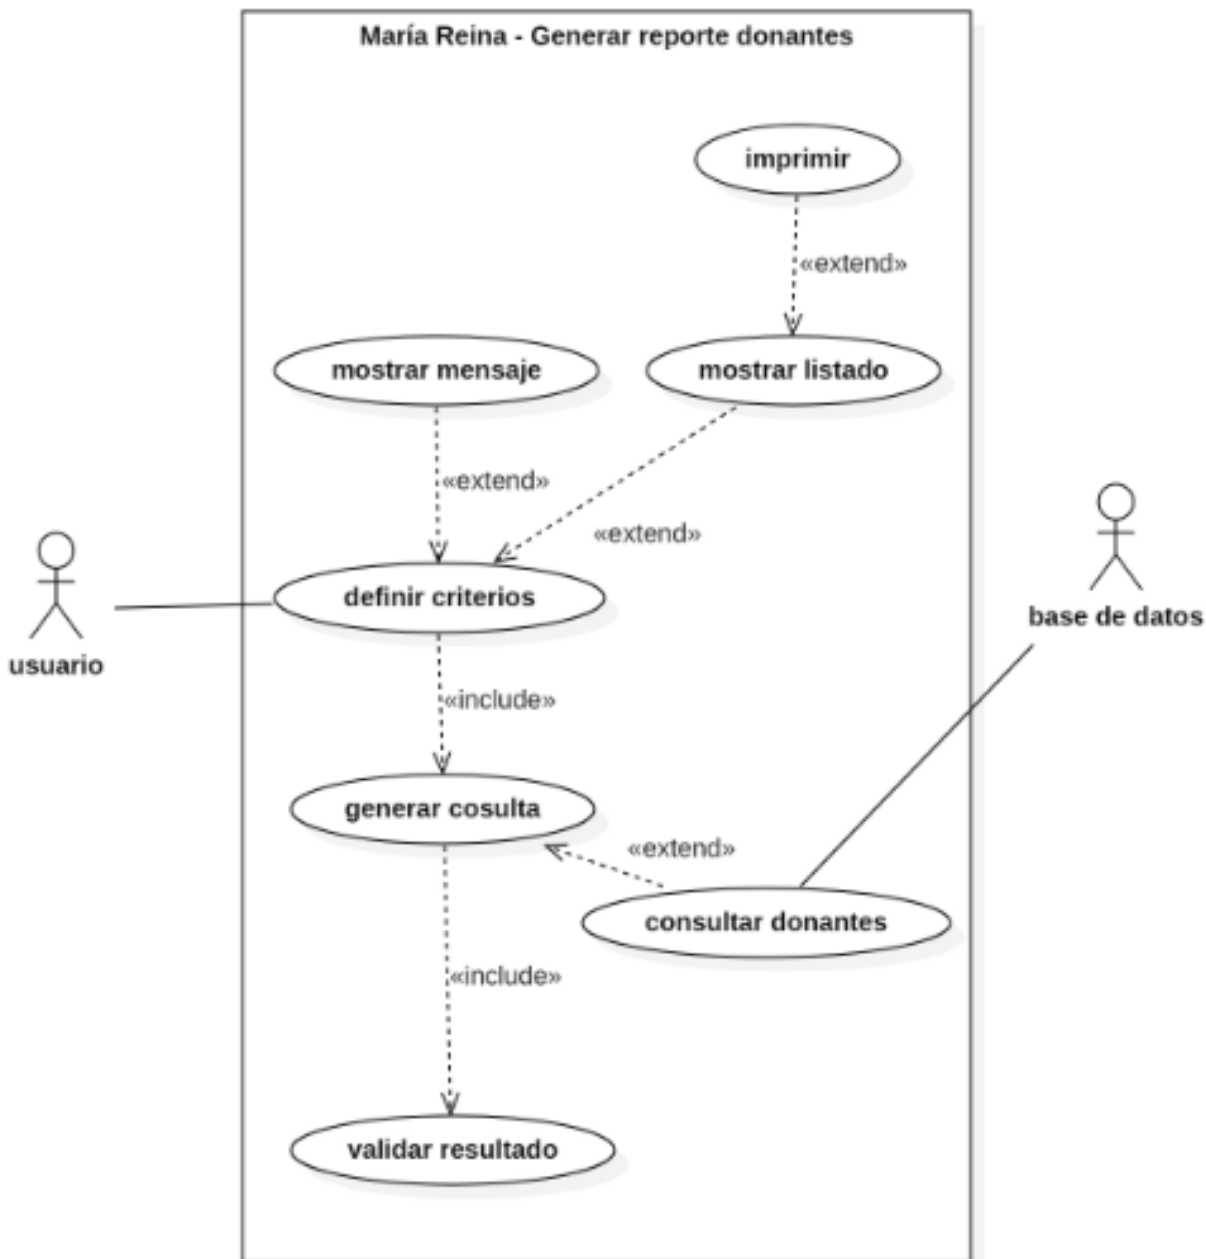 María Reina - Generar reporte donantes
imprimir
«extend»
mostrar mensaje
mostrar listado
«extend»
«extend»
definir criterios
usuario
base de datos
«include»
generar cosulta
«extend»
consultar donantes
«include»
validar resultado